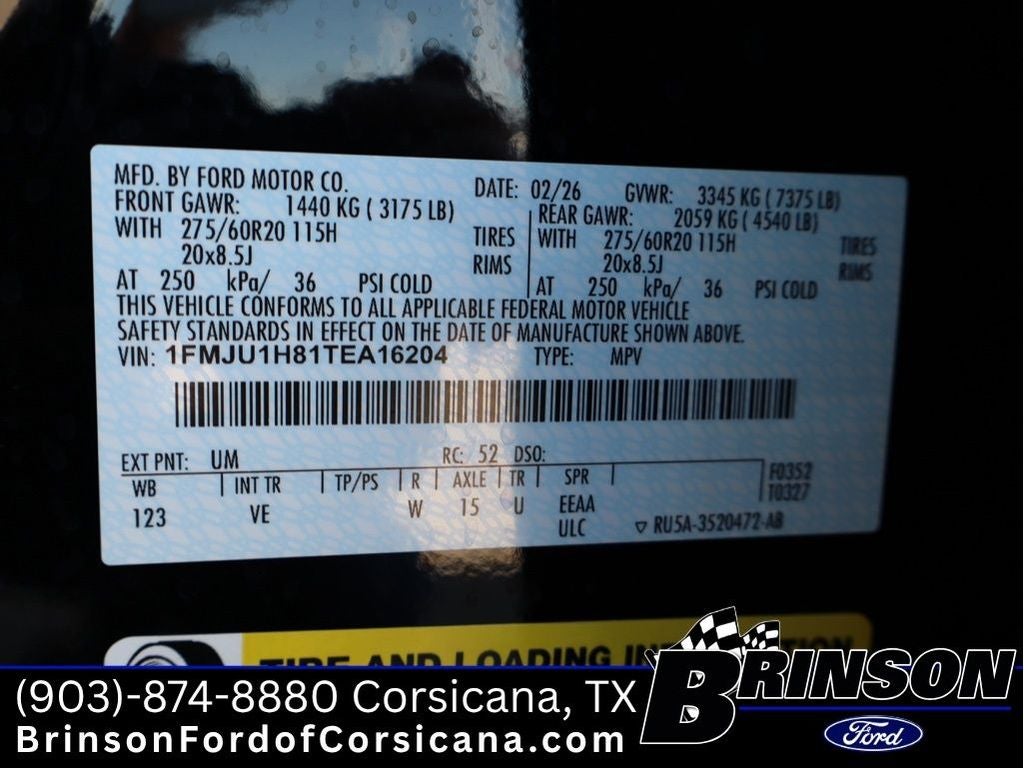 MFD. BY FORD MOTOR CO.
DATE: 02/26 GVWR: 3345 KG ( 7375 LB)
FRONT GAWR: 1440 KG ( 3175 LB) REAR GAWR: 2059 KG ( 4540 LB)
WITH 275/60R20 115H TIRES WITH 275/60R20 115H TIRES
20x8.5J RIMS 20x8.5J RIMS
AT 250 kPa/ 36 PSI COLD AT 250 kPa/ 36 PSI COLD
THIS VEHICLE CONFORMS TO ALL APPLICABLE FEDERAL MOTOR VEHICLE
SAFETY STANDARDS IN EFFECT ON THE DATE OF MANUFACTURE SHOWN ABOVE.
VIN: 1FMJU1H81TEA16204 TYPE: MPV
EXT PNT: UM RC: 52 DSO:
WB INT TR TP/PS R AXLE TR SPR F0352
T0327
123 VE W 15 U EEAA
ULC RU5A-3520472-AB
TIRE AND LOADING
(903)-874-8880 Corsicana, TX
BrinsonFordofCorsicana.com
BRINSON
Ford